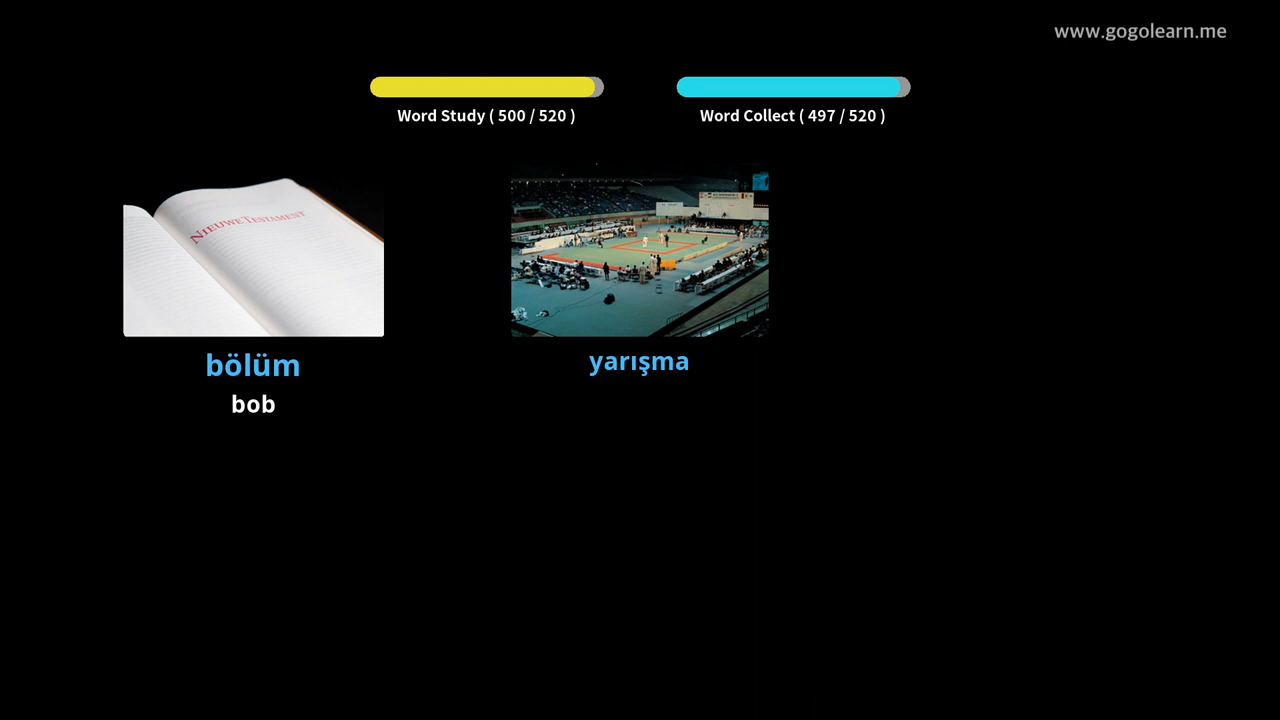 www.gogolearn.me
Word Study ( 500 / 520 )
Word Collect ( 497 / 520 )
NIEUWE TESTAMENT
bölüm
yarışma
bob